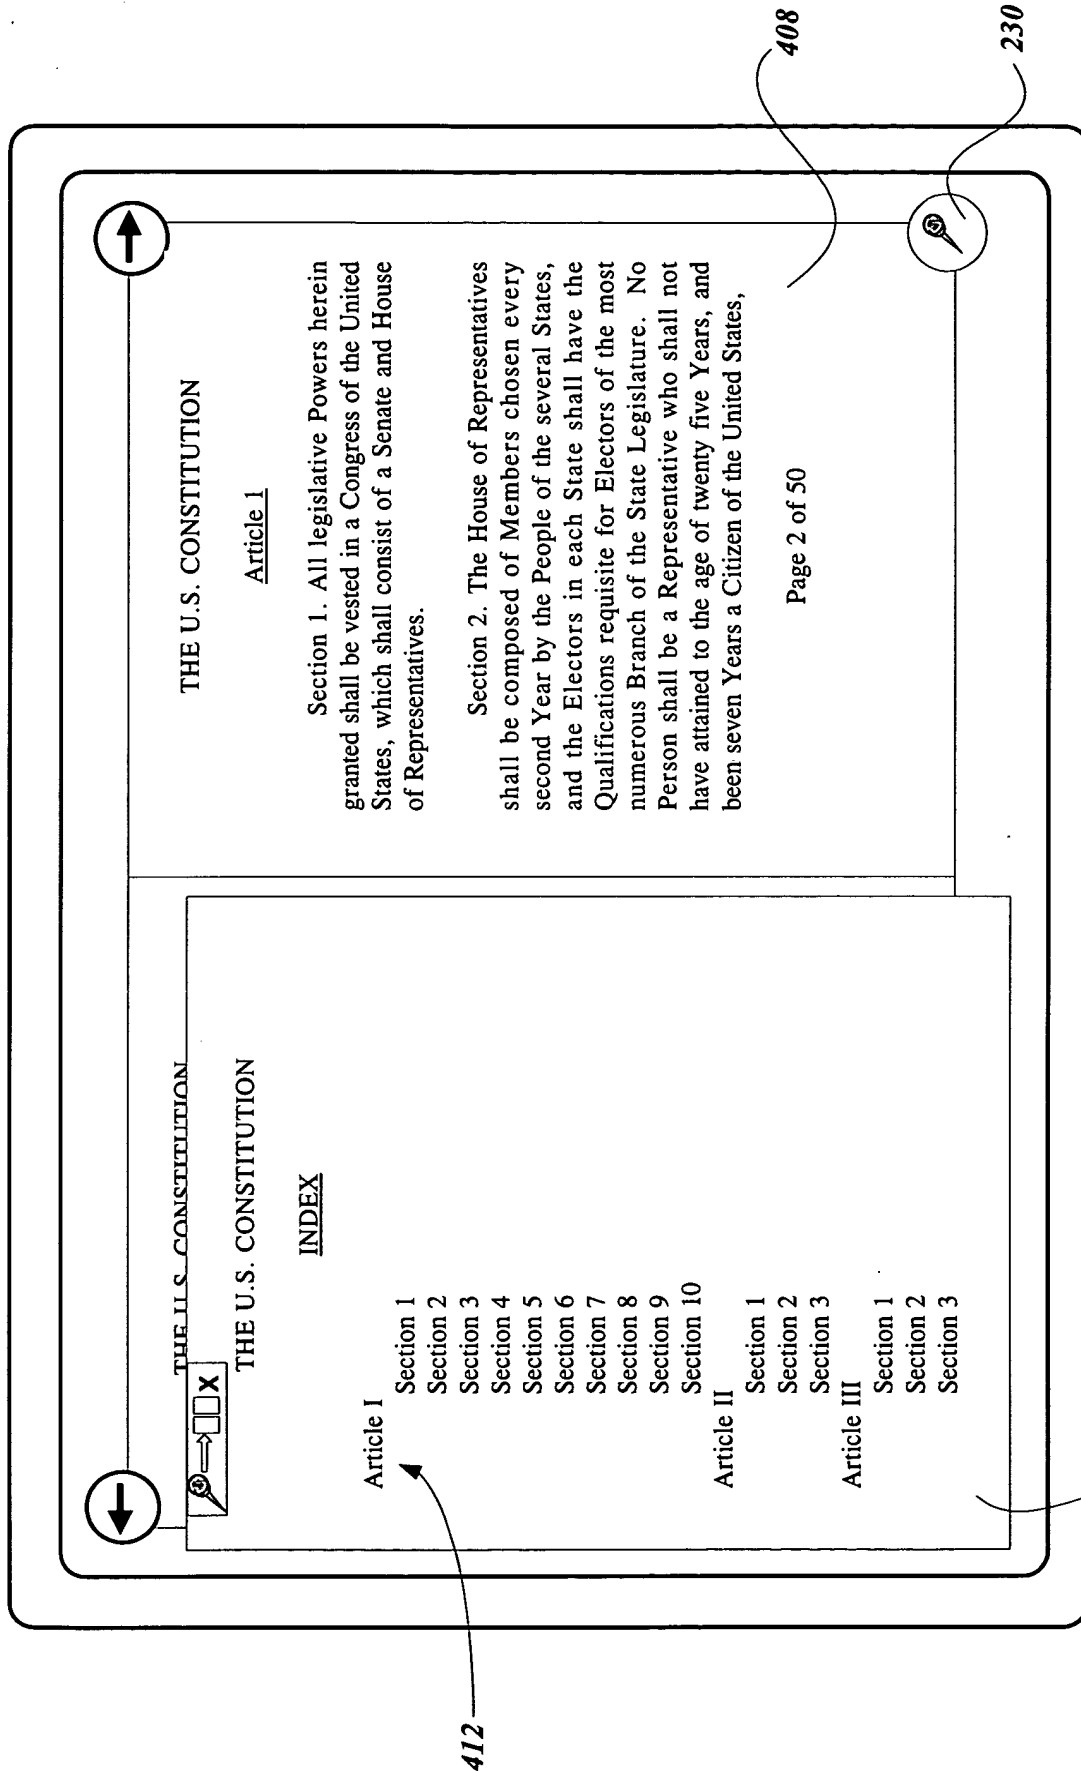 THE U.S. CONSTITUTION
X
THE U.S. CONSTITUTION
INDEX
Article I
Section 1
Section 2
Section 3
Section 4
Section 5
Section 6
Section 7
Section 8
Section 9
Section 10
Article II
Section 1
Section 2
Section 3
Article III
Section 1
Section 2
Section 3
THE U.S. CONSTITUTION
Article 1
Section 1. All legislative Powers herein
granted shall be vested in a Congress of the United
States, which shall consist of a Senate and House
of Representatives.
Section 2. The House of Representatives
shall be composed of Members chosen every
second Year by the People of the several States,
and the Electors in each State shall have the
Qualifications requisite for Electors of the most
numerous Branch of the State Legislature. No
Person shall be a Representative who shall not
have attained to the age of twenty five Years, and
been seven Years a Citizen of the United States,
Page 2 of 50
412
408
230